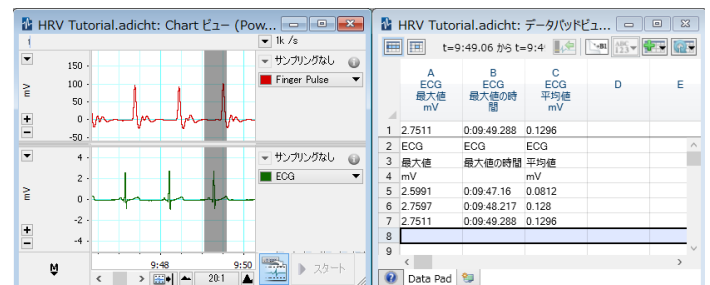 HRV Tutorial.adicht: Chart ビュー (Pow...
1k /s
150
100
50
0
-50
mV
サンプリングなし
Finger Pulse
4
2
0
-2
-4
mV
サンプリングなし
ECG
9:48
9:50
M
20:1
スタート
HRV Tutorial.adicht: データパッドビュ...
t=9:49.06 から t=9:4
A B C D E
ECG ECG ECG
最大値 最大値の時間 平均値
mV mV
1 2.7511 0:09:49.288 0.1296
2 ECG ECG ECG
3 最大値 最大値の時間 平均値
4 mV mV
5 2.5991 0:09:47.16 0.0812
6 2.7597 0:09:48.217 0.128
7 2.7511 0:09:49.288 0.1296
8
9
Data Pad